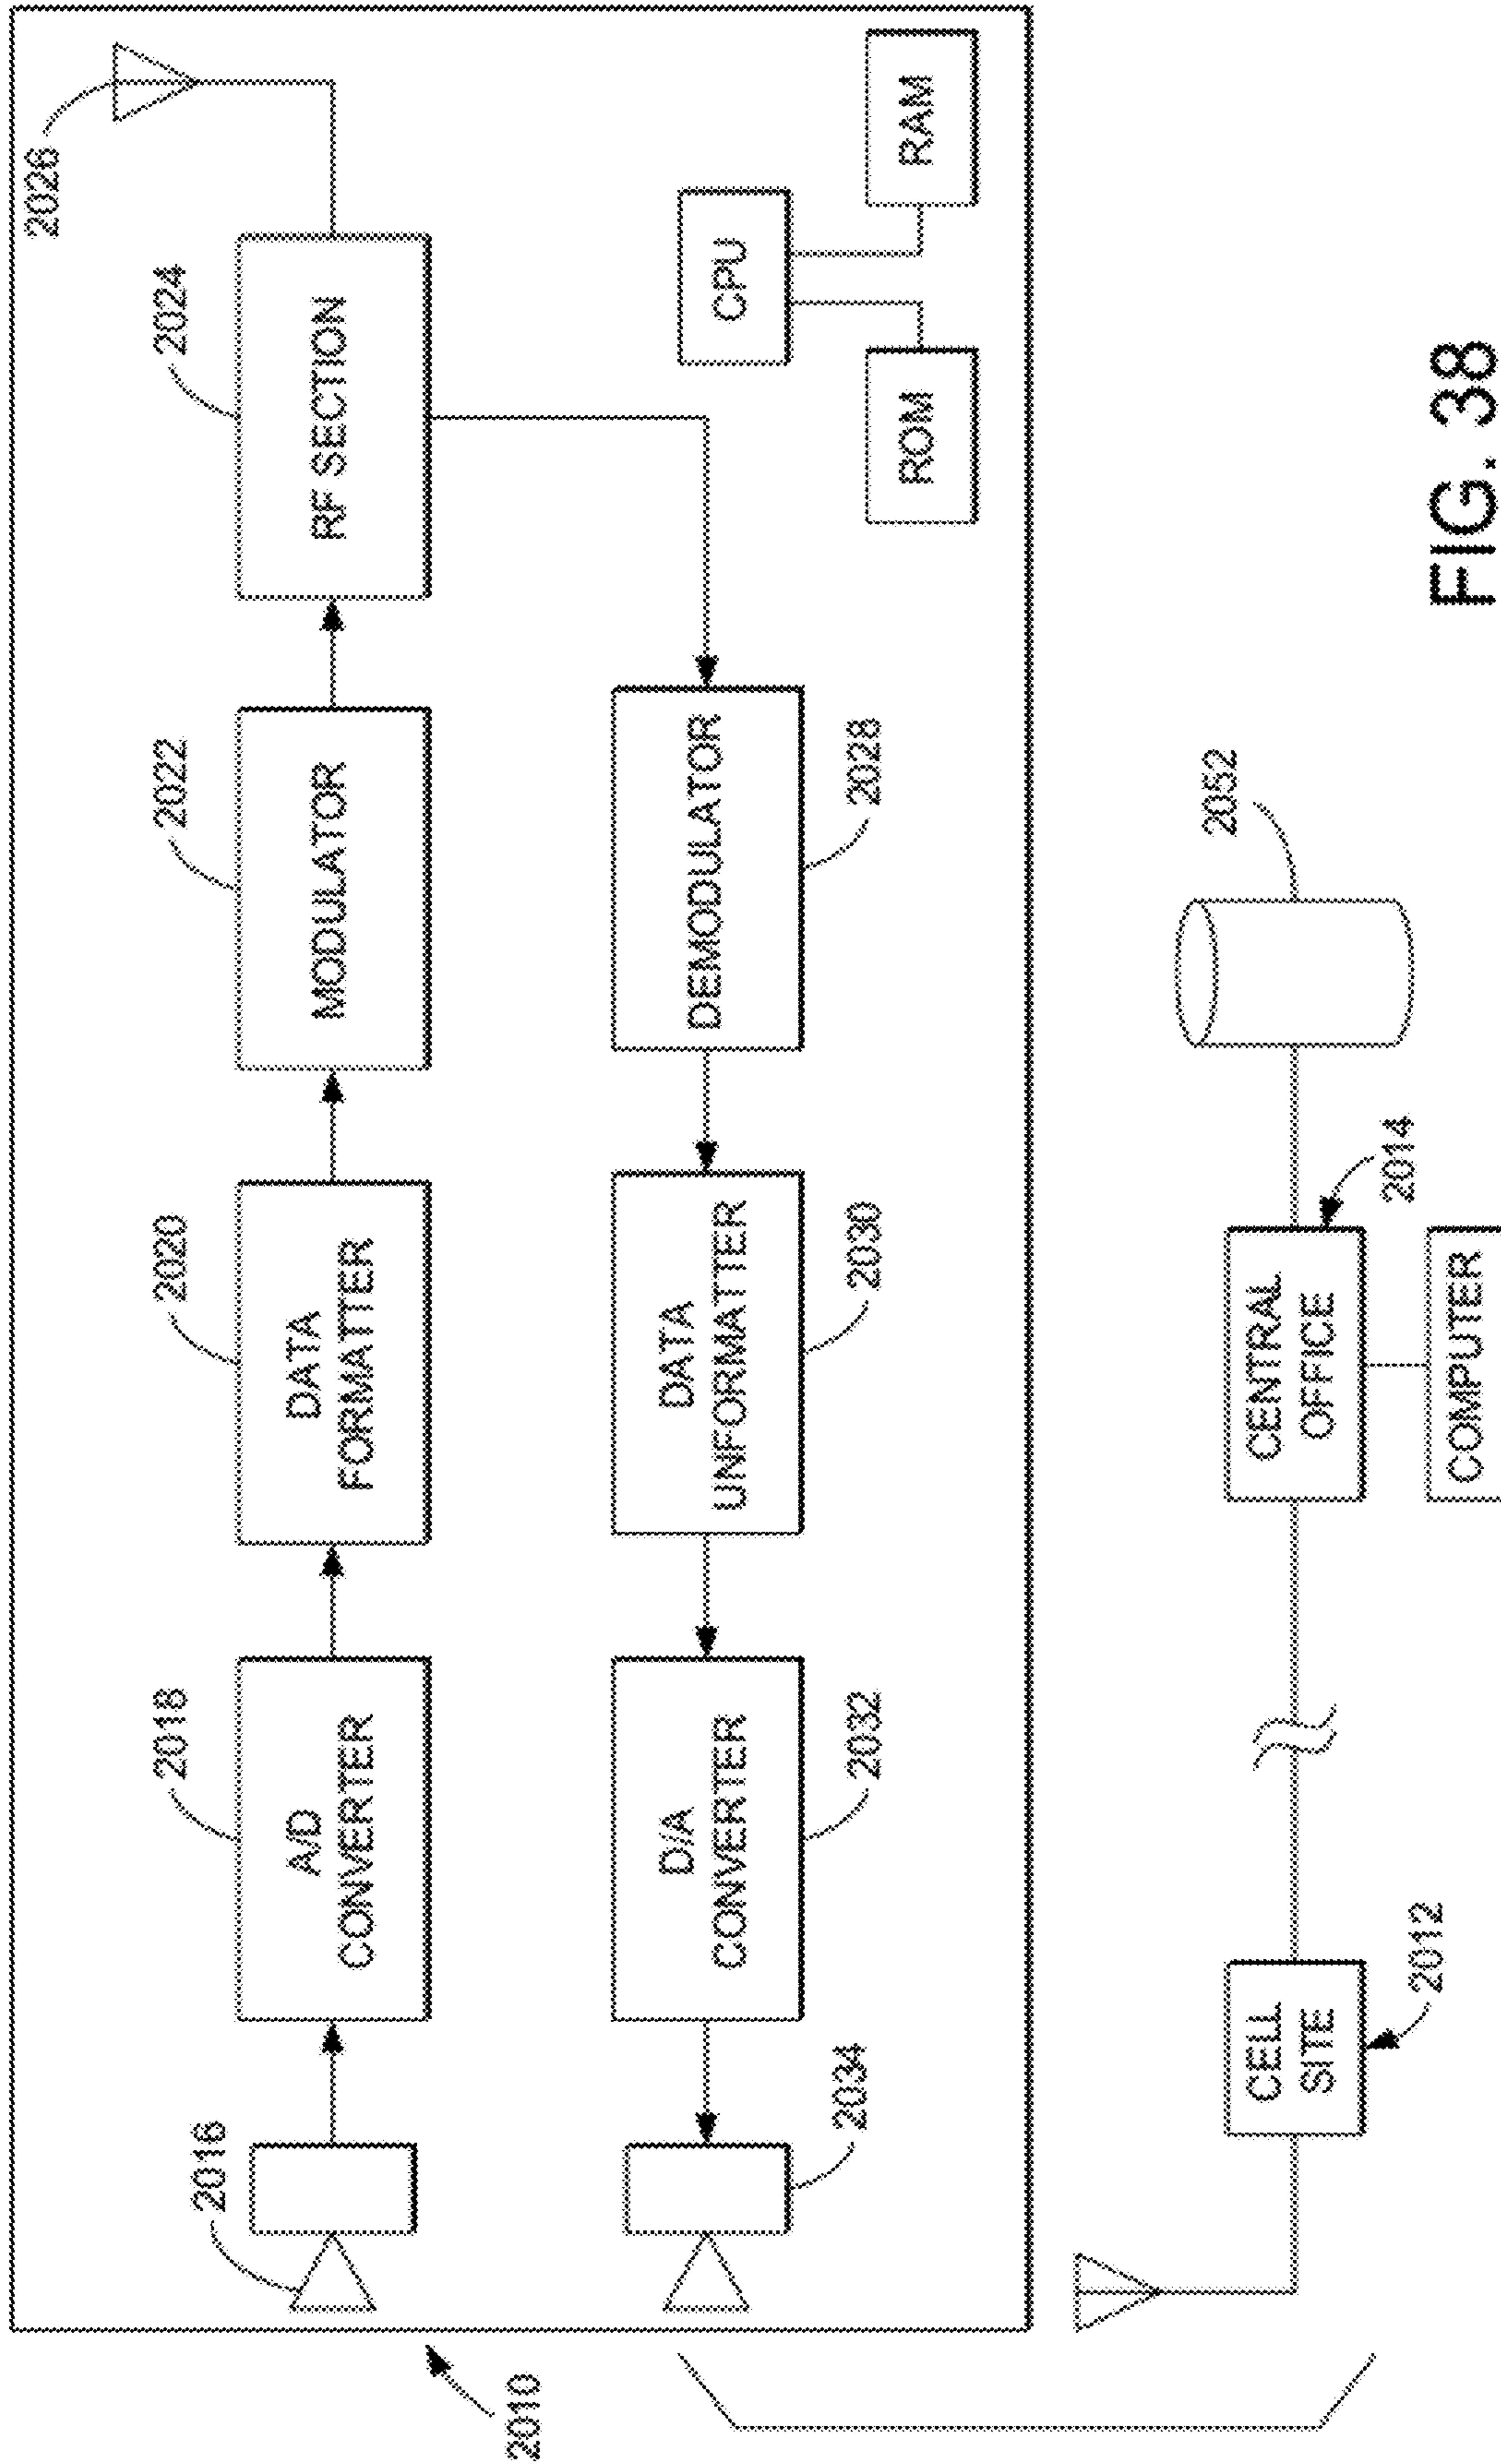 2026
2024
RF SECTION
2022
MODULATOR
2020
DATA
FORMATTER
2018
A/D
CONVERTER
2016
CPU
RAM
ROM
DEMODULATOR
2028
DATA
UNFORMATTER
2030
D/A
CONVERTER
2032
2034
2010
2052
CENTRAL
OFFICE
2014
COMPUTER
CELL
SITE
2012
FIG. 38